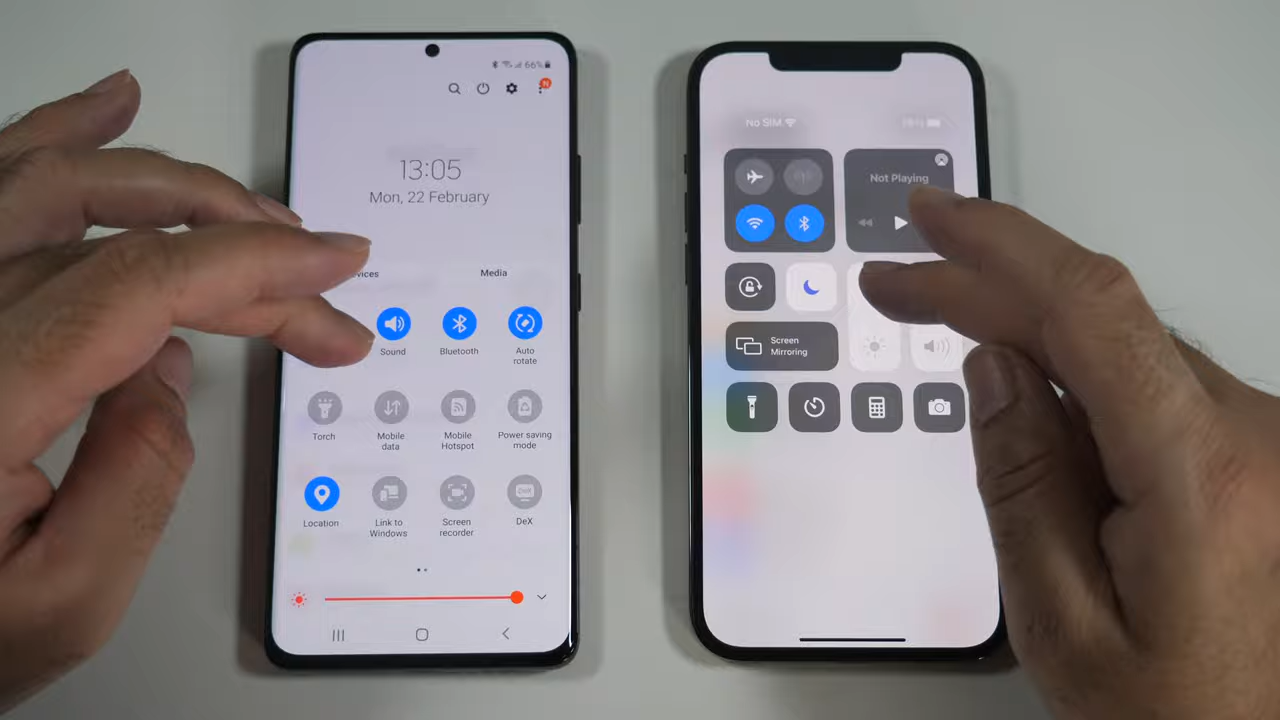 66%
N
13:05
Mon, 22 February
vices
Media
Sound
Bluetooth
Auto
rotate
Torch
Mobile
data
Mobile
Hotspot
Power saving
mode
Location
Link to
Windows
Screen
recorder
DeX
No SIM
Not Playing
Screen
Mirroring